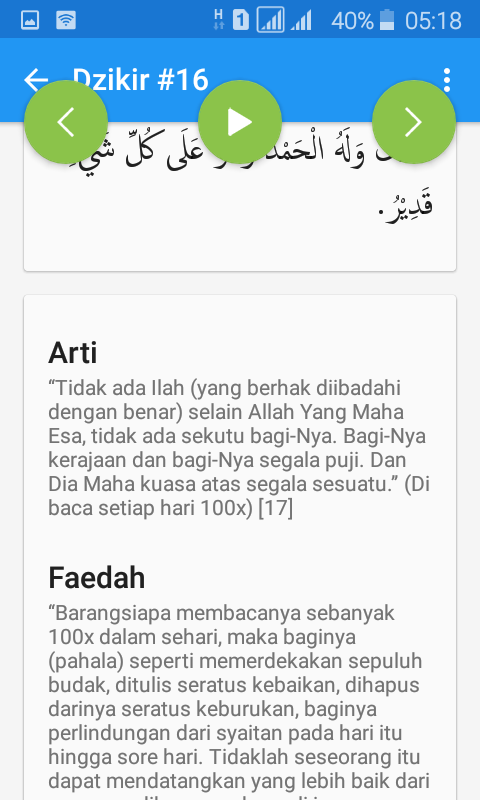 H 1 40% 05:18
Dzikir #16
وَلَهُ الْحَمْدُ عَلَى كُلِّ شَيْءٍ
قَدِيْرُ.
Arti
“Tidak ada Ilah (yang berhak diibadahi
dengan benar) selain Allah Yang Maha
Esa, tidak ada sekutu bagi-Nya. Bagi-Nya
kerajaan dan bagi-Nya segala puji. Dan
Dia Maha kuasa atas segala sesuatu.” (Di
baca setiap hari 100x) [17]
Faedah
“Barangsiapa membacanya sebanyak
100x dalam sehari, maka baginya
(pahala) seperti memerdekakan sepuluh
budak, ditulis seratus kebaikan, dihapus
darinya seratus keburukan, baginya
perlindungan dari syaitan pada hari itu
hingga sore hari. Tidaklah seseorang itu
dapat mendatangkan yang lebih baik dari